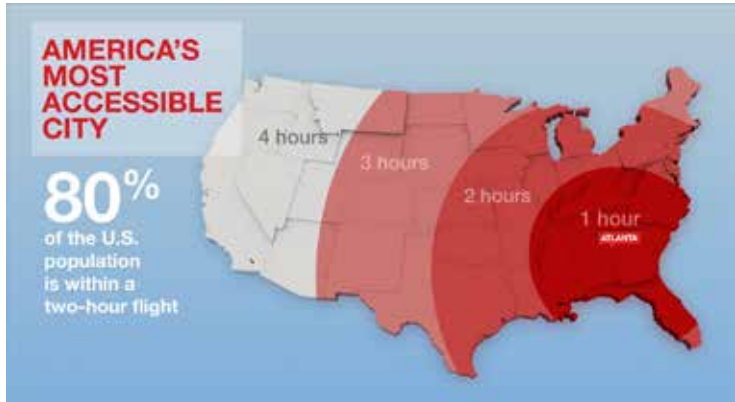 AMERICA'S
MOST
ACCESSIBLE
CITY
80%
of the U.S.
population
is within a
two-hour flight
4 hours
3 hours
2 hours
1 hour
ATLANTA